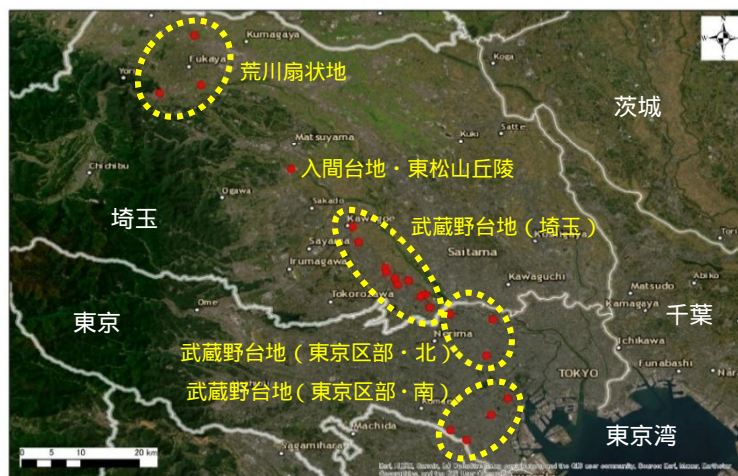 N
W E
S
Kumagaya
Koga
Fukaya
荒川扇状地
茨城
Matsuyama
Kuki
Satte
Chichibu
入間台地・東松山丘陵
Ogawa
Sakado
埼玉
Kawagoe
武蔵野台地（埼玉）
Sayama
Saitama
Irumagawa
Kawaguchi
Abiko
Tokorozawa
Matsudo
Ome
Kamagaya
千葉
東京
Nerima
Ichikawa
武蔵野台地（東京区部・北）
Funabashi
TOKYO
武蔵野台地（東京区部・南）
Machida
東京湾
0 5 10 20 km
Sagamihara